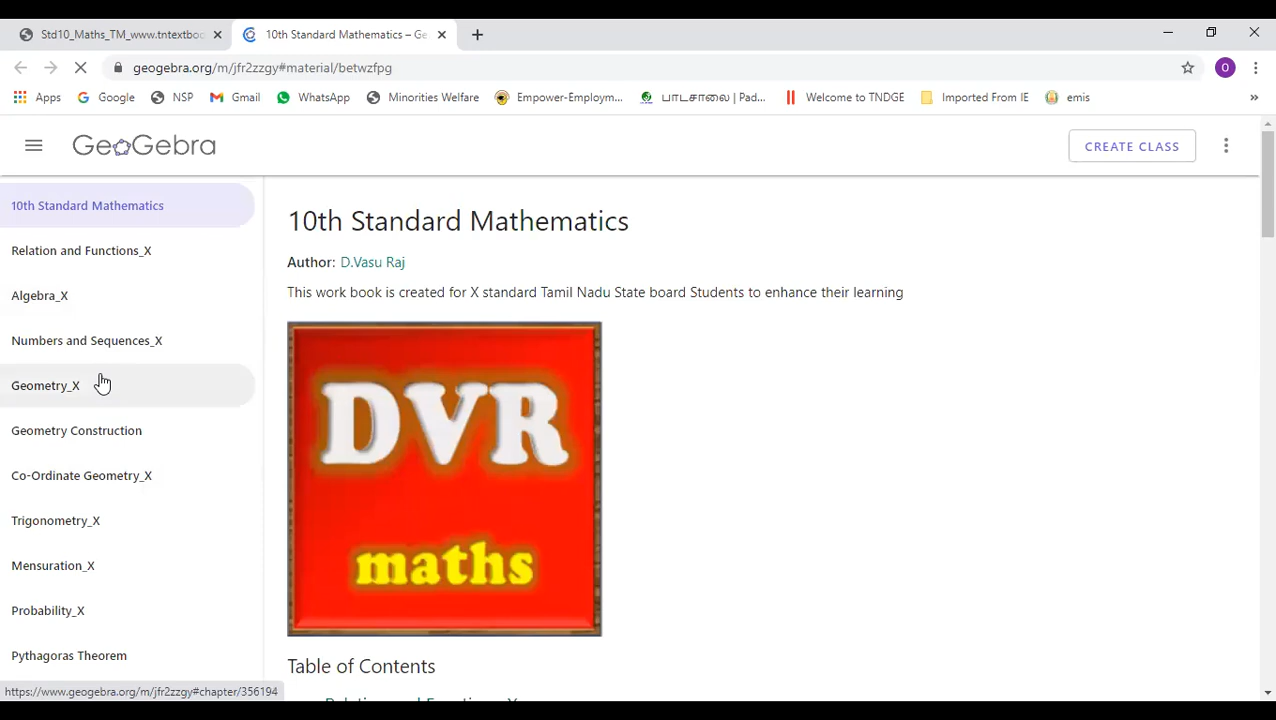 Std10_Maths_TM_www.tntextbo
10th Standard Mathematics – Ge
geogebra.org/m/jfr2zzgy#material/betwzfpg
O
Apps
Google
NSP
Gmail
WhatsApp
Minorities Welfare
Empower-Employm...
பாடசாலை | Pad...
Welcome to TNDGE
Imported From IE
emis
GeoGebra
CREATE CLASS
10th Standard Mathematics
Relation and Functions_X
Algebra_X
Numbers and Sequences_X
Geometry_X
Geometry Construction
Co-Ordinate Geometry_X
Trigonometry_X
Mensuration_X
Probability_X
Pythagoras Theorem
https://www.geogebra.org/m/jfr2zzgy#chapter/356194
10th Standard Mathematics
Author: D.Vasu Raj
This work book is created for X standard Tamil Nadu State board Students to enhance their learning
DVR
maths
Table of Contents